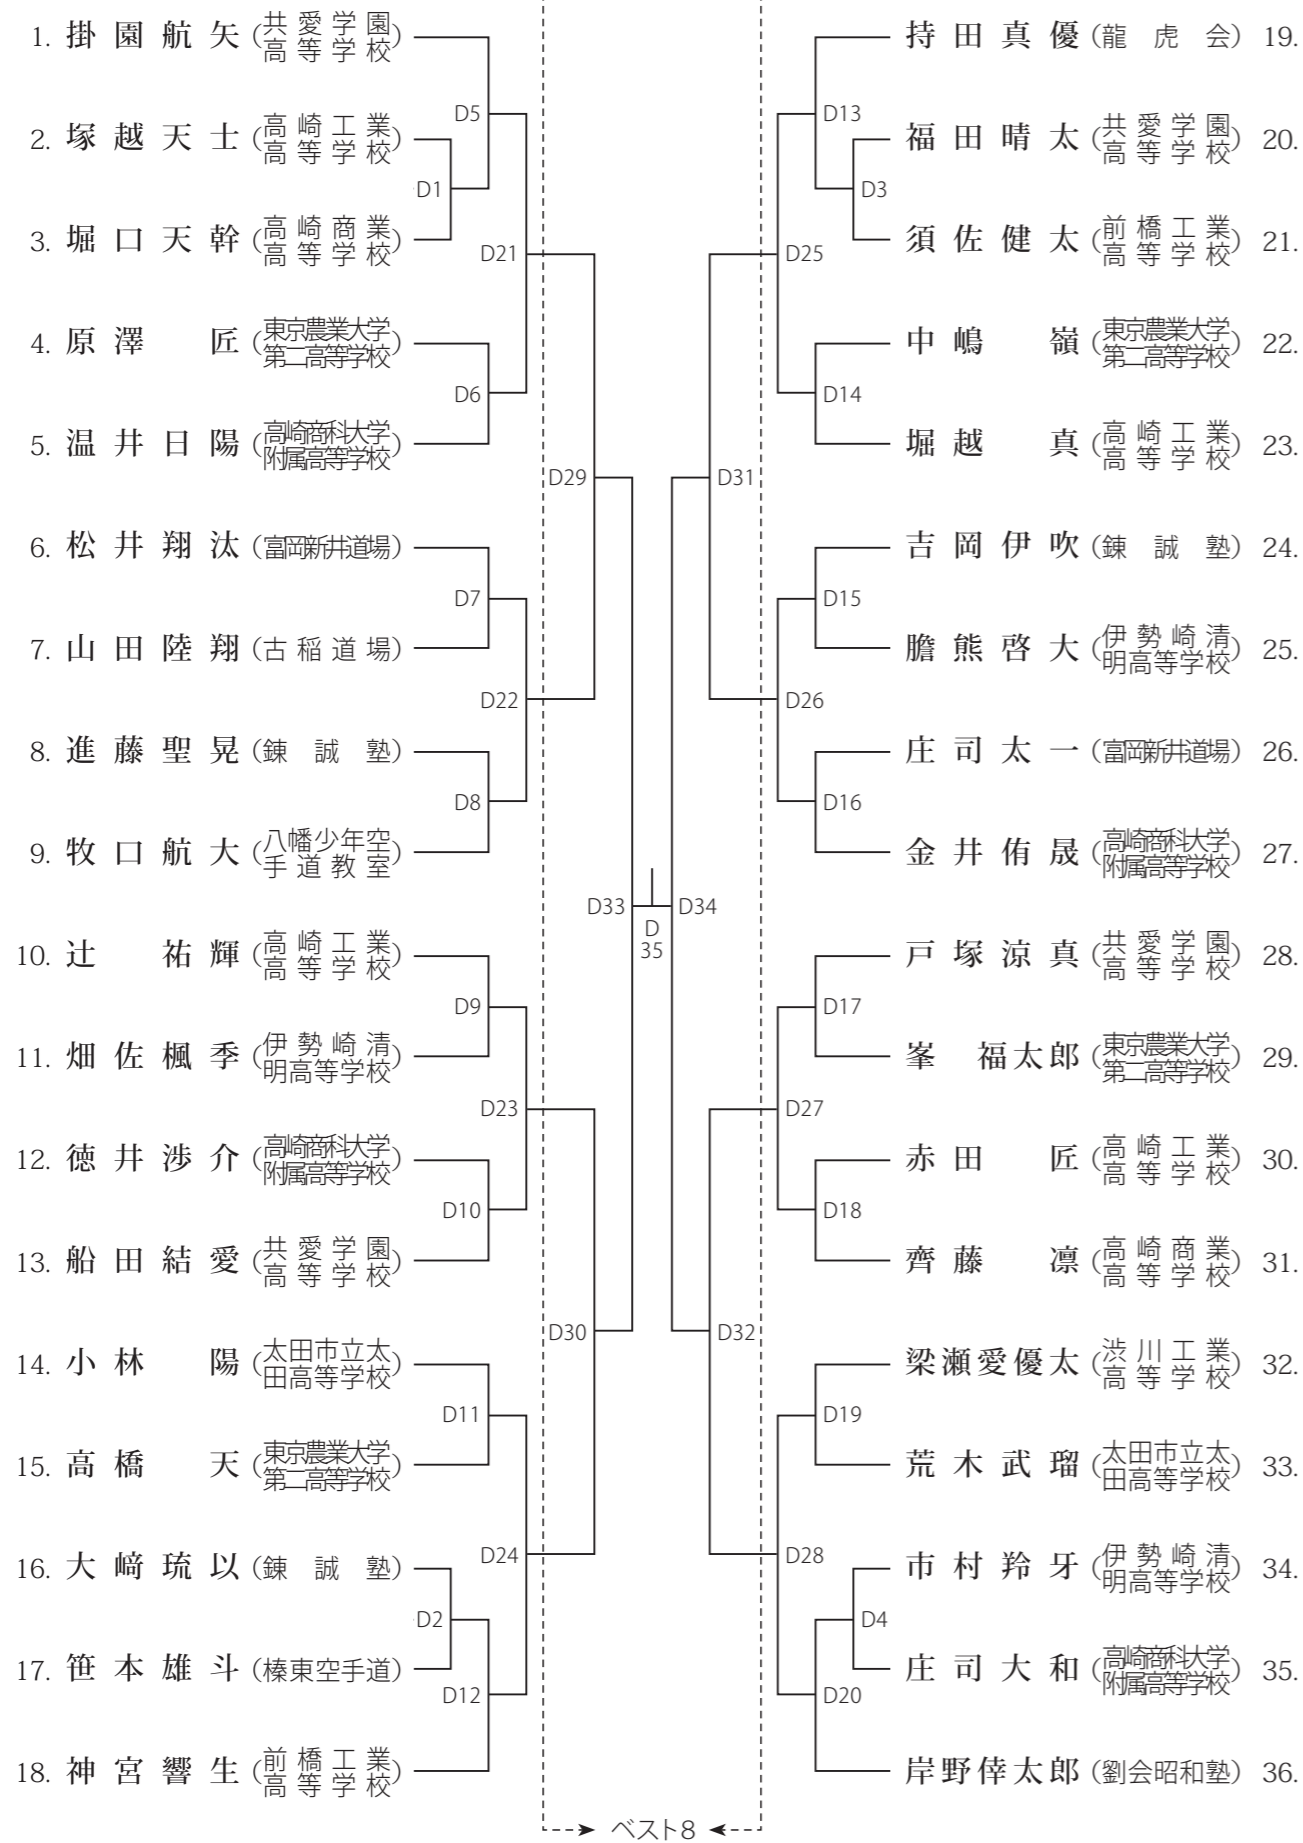 1. 掛園航矢 (共愛学園高等学校)
2. 塚越天士 (高崎工業高等学校)
3. 堀口天幹 (高崎商業高等学校)
4. 原澤 匠 (東京農業大学第二高等学校)
5. 温井日陽 (高崎商科大学附属高等学校)
6. 松井翔汰 (富岡新井道場)
7. 山田陸翔 (古稲道場)
8. 進藤聖晃 (錬誠塾)
9. 牧口航大 (八幡少年空手道教室)
10. 辻 祐輝 (高崎工業高等学校)
11. 畑佐楓季 (伊勢崎清明高等学校)
12. 徳井渉介 (高崎商科大学附属高等学校)
13. 船田結愛 (共愛学園高等学校)
14. 小林 陽 (太田市立太田高等学校)
15. 高橋 天 (東京農業大学第二高等学校)
16. 大﨑琉以 (錬誠塾)
17. 笹本雄斗 (榛東空手道)
18. 神宮響生 (前橋工業高等学校)
D5
D1
D21
D6
D29
D7
D22
D8
D33
D9
D23
D10
D30
D11
D24
D2
D12
D
35
D13
D3
D25
D14
D31
D15
D26
D16
D34
D17
D27
D18
D32
D19
D28
D4
D20
持田真優 (龍虎会) 19.
福田晴太 (共愛学園高等学校) 20.
須佐健太 (前橋工業高等学校) 21.
中嶋 嶺 (東京農業大学第二高等学校) 22.
堀越 真 (高崎工業高等学校) 23.
吉岡伊吹 (錬誠塾) 24.
膽熊啓大 (伊勢崎清明高等学校) 25.
庄司太一 (富岡新井道場) 26.
金井侑晟 (高崎商科大学附属高等学校) 27.
戸塚涼真 (共愛学園高等学校) 28.
峯 福太郎 (東京農業大学第二高等学校) 29.
赤田 匠 (高崎工業高等学校) 30.
齊藤 凛 (高崎商業高等学校) 31.
梁瀬愛優太 (渋川工業高等学校) 32.
荒木武瑠 (太田市立太田高等学校) 33.
市村羚牙 (伊勢崎清明高等学校) 34.
庄司大和 (高崎商科大学附属高等学校) 35.
岸野倖太郎 (劉会昭和塾) 36.
ベスト8